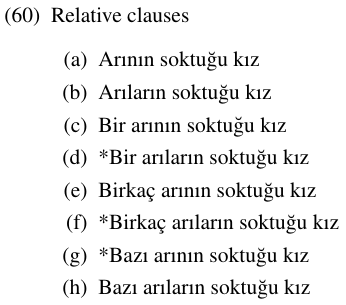 (60) Relative clauses
(a) Arının soktuğu kız
(b) Arıların soktuğu kız
(c) Bir arının soktuğu kız
(d) *Bir arıların soktuğu kız
(e) Birkaç arının soktuğu kız
(f) *Birkaç arıların soktuğu kız
(g) *Bazı arının soktuğu kız
(h) Bazı arıların soktuğu kız